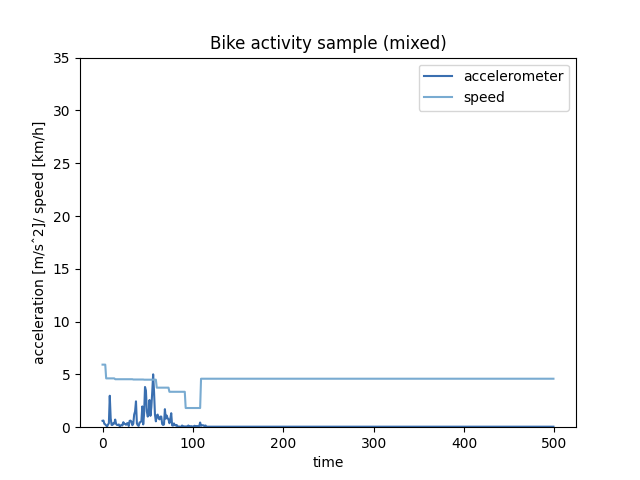 Bike activity sample (mixed)
accelerometer
speed
acceleration [m/sˆ2]/ speed [km/h]
35
30
25
20
15
10
5
0
0 100 200 300 400 500
time